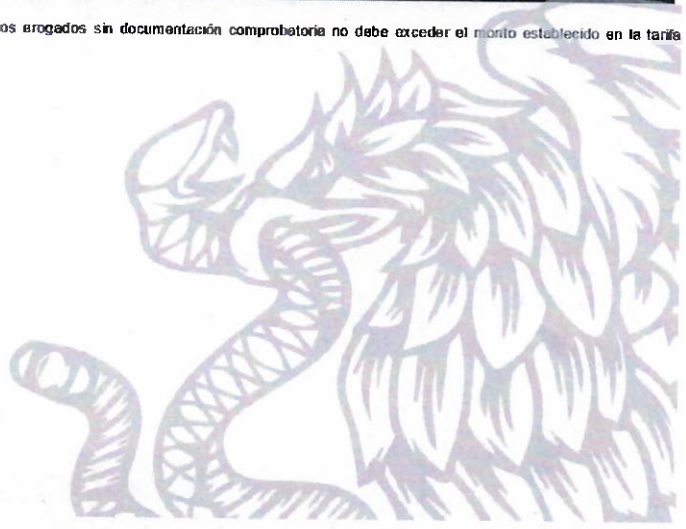 os erogados sin documentación comprobatoria no debe exceder el monto establecido en la tarifa